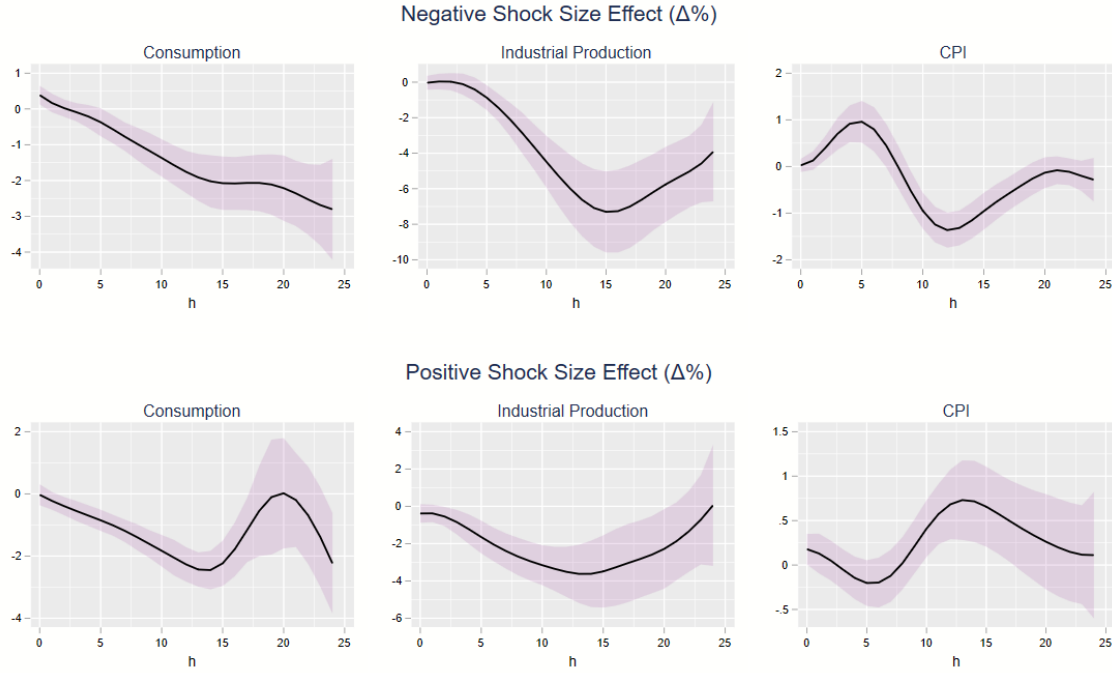 Negative Shock Size Effect (Δ%)
Consumption
Industrial Production
CPI
1
0
-1
-2
-3
-4
0
-2
-4
-6
-8
-10
2
1
0
-1
-2
0 5 10 15 20 25
0 5 10 15 20 25
0 5 10 15 20 25
h
h
h
Positive Shock Size Effect (Δ%)
Consumption
Industrial Production
CPI
2
0
-2
-4
4
2
0
-2
-4
-6
1.5
1
.5
0
-.5
0 5 10 15 20 25
0 5 10 15 20 25
0 5 10 15 20 25
h
h
h